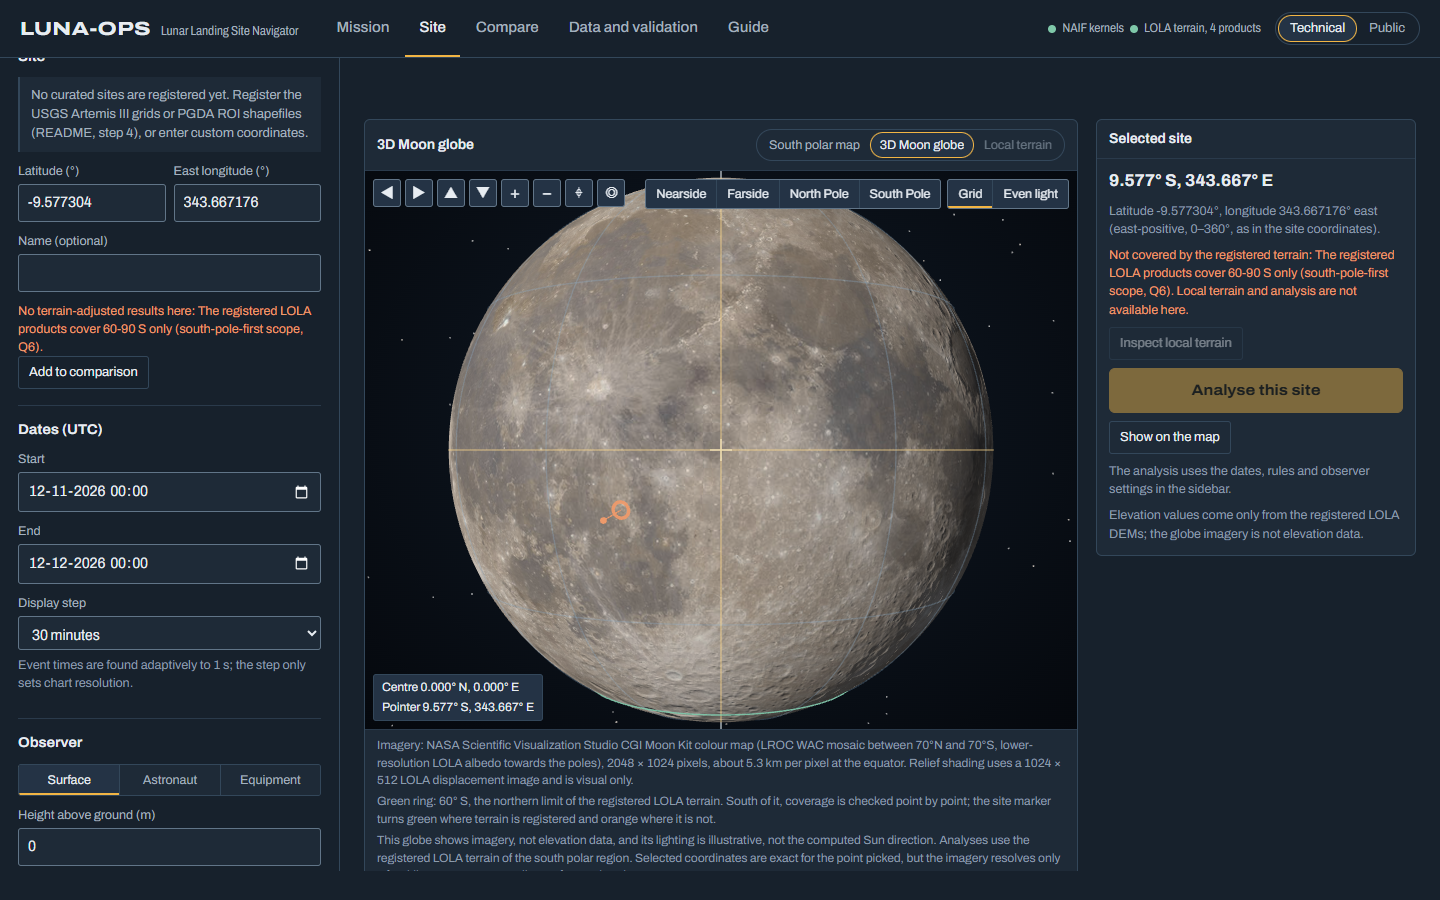 LUNA-OPS Lunar Landing Site Navigator
Mission Site Compare Data and validation Guide
NAIF kernels LOLA terrain, 4 products
Technical Public
Site
No curated sites are registered yet. Register the
USGS Artemis III grids or PGDA ROI shapefiles
(README, step 4), or enter custom coordinates.
Latitude (°) East longitude (°)
-9.577304 343.667176
Name (optional)
No terrain-adjusted results here: The registered LOLA
products cover 60-90 S only (south-pole-first scope,
Q6).
Add to comparison
Dates (UTC)
Start
12-11-2026 00:00
End
12-12-2026 00:00
Display step
30 minutes
Event times are found adaptively to 1 s; the step only
sets chart resolution.
Observer
Surface Astronaut Equipment
Height above ground (m)
0
3D Moon globe
South polar map 3D Moon globe Local terrain
Nearside Farside North Pole South Pole Grid Even light
Centre 0.000° N, 0.000° E
Pointer 9.577° S, 343.667° E
Imagery: NASA Scientific Visualization Studio CGI Moon Kit colour map (LROC WAC mosaic between 70°N and 70°S, lower-
resolution LOLA albedo towards the poles), 2048 × 1024 pixels, about 5.3 km per pixel at the equator. Relief shading uses a 1024 ×
512 LOLA displacement image and is visual only.
Green ring: 60° S, the northern limit of the registered LOLA terrain. South of it, coverage is checked point by point; the site marker
turns green where terrain is registered and orange where it is not.
This globe shows imagery, not elevation data, and its lighting is illustrative, not the computed Sun direction. Analyses use the
registered LOLA terrain of the south polar region. Selected coordinates are exact for the point picked, but the imagery resolves only
Selected site
9.577° S, 343.667° E
Latitude -9.577304°, longitude 343.667176° east
(east-positive, 0–360°, as in the site coordinates).
Not covered by the registered terrain: The registered
LOLA products cover 60-90 S only (south-pole-first
scope, Q6). Local terrain and analysis are not
available here.
Inspect local terrain
Analyse this site
Show on the map
The analysis uses the dates, rules and observer
settings in the sidebar.
Elevation values come only from the registered LOLA
DEMs; the globe imagery is not elevation data.